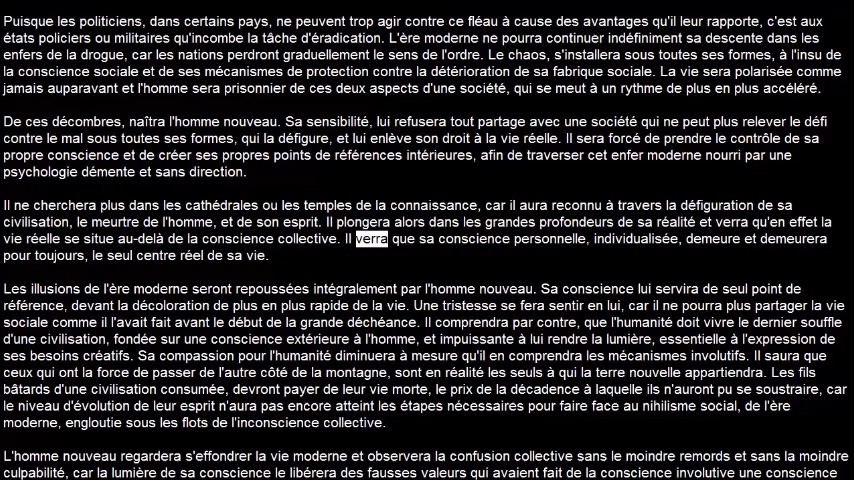 Puisque les politiciens, dans certains pays, ne peuvent trop agir contre ce fléau à cause des avantages qu'il leur rapporte, c'est aux
états policiers ou militaires qu'incombe la tâche d'éradication. L'ère moderne ne pourra continuer indéfiniment sa descente dans les
enfers de la drogue, car les nations perdront graduellement le sens de l'ordre. Le chaos, s'installera sous toutes ses formes, à l'insu de
la conscience sociale et de ses mécanismes de protection contre la détérioration de sa fabrique sociale. La vie sera polarisée comme
jamais auparavant et l'homme sera prisonnier de ces deux aspects d'une société, qui se meut à un rythme de plus en plus accéléré.
De ces décombres, naîtra l'homme nouveau. Sa sensibilité, lui refusera tout partage avec une société qui ne peut plus relever le défi
contre le mal sous toutes ses formes, qui la défigure, et lui enlève son droit à la vie réelle. Il sera forcé de prendre le contrôle de sa
propre conscience et de créer ses propres points de références intérieures, afin de traverser cet enfer moderne nourri par une
psychologie démente et sans direction.
Il ne cherchera plus dans les cathédrales ou les temples de la connaissance, car il aura reconnu à travers la défiguration de sa
civilisation, le meurtre de l'homme, et de son esprit. Il plongera alors dans les grandes profondeurs de sa réalité et verra qu'en effet la
vie réelle se situe au-delà de la conscience collective. Il verra que sa conscience personnelle, individualisée, demeure et demeurera
pour toujours, le seul centre réel de sa vie.
Les illusions de l'ère moderne seront repoussées intégralement par l'homme nouveau. Sa conscience lui servira de seul point de
référence, devant la décoloration de plus en plus rapide de la vie. Une tristesse se fera sentir en lui, car il ne pourra plus partager la vie
sociale comme il l'avait fait avant le début de la grande déchéance. Il comprendra par contre, que l'humanité doit vivre le dernier souffle
d'une civilisation, fondée sur une conscience extérieure à l'homme, et impuissante à lui rendre la lumière, essentielle à l'expression de
ses besoins créatifs. Sa compassion pour l'humanité diminuera à mesure qu'il en comprendra les mécanismes involutifs. Il saura que
ceux qui ont la force de passer de l'autre côté de la montagne, sont en réalité les seuls à qui la terre nouvelle appartiendra. Les fils
bâtards d'une civilisation consumée, devront payer de leur vie morte, le prix de la décadence à laquelle ils n'auront pu se soustraire, car
le niveau d'évolution de leur esprit n'aura pas encore atteint les étapes nécessaires pour faire face au nihilisme social, de l'ère
moderne, engloutie sous les flots de l'inconscience collective.
L'homme nouveau regardera s'effondrer la vie moderne et observera la confusion collective sans le moindre remords et sans la moindre
culpabilité, car la lumière de sa conscience le libérera des fausses valeurs qui avaient fait de la conscience involutive une conscience